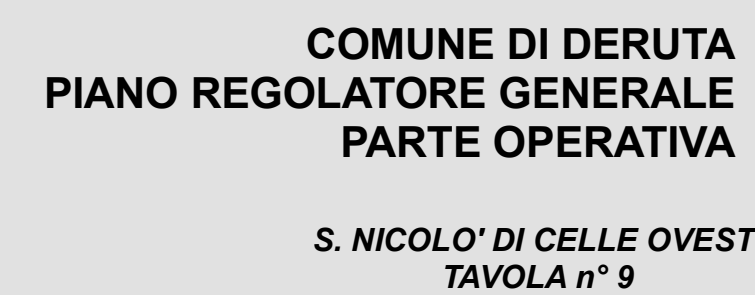 COMUNE DI DERUTA
PIANO REGOLATORE GENERALE
PARTE OPERATIVA
S. NICOLO' DI CELLE OVEST
TAVOLA n° 9